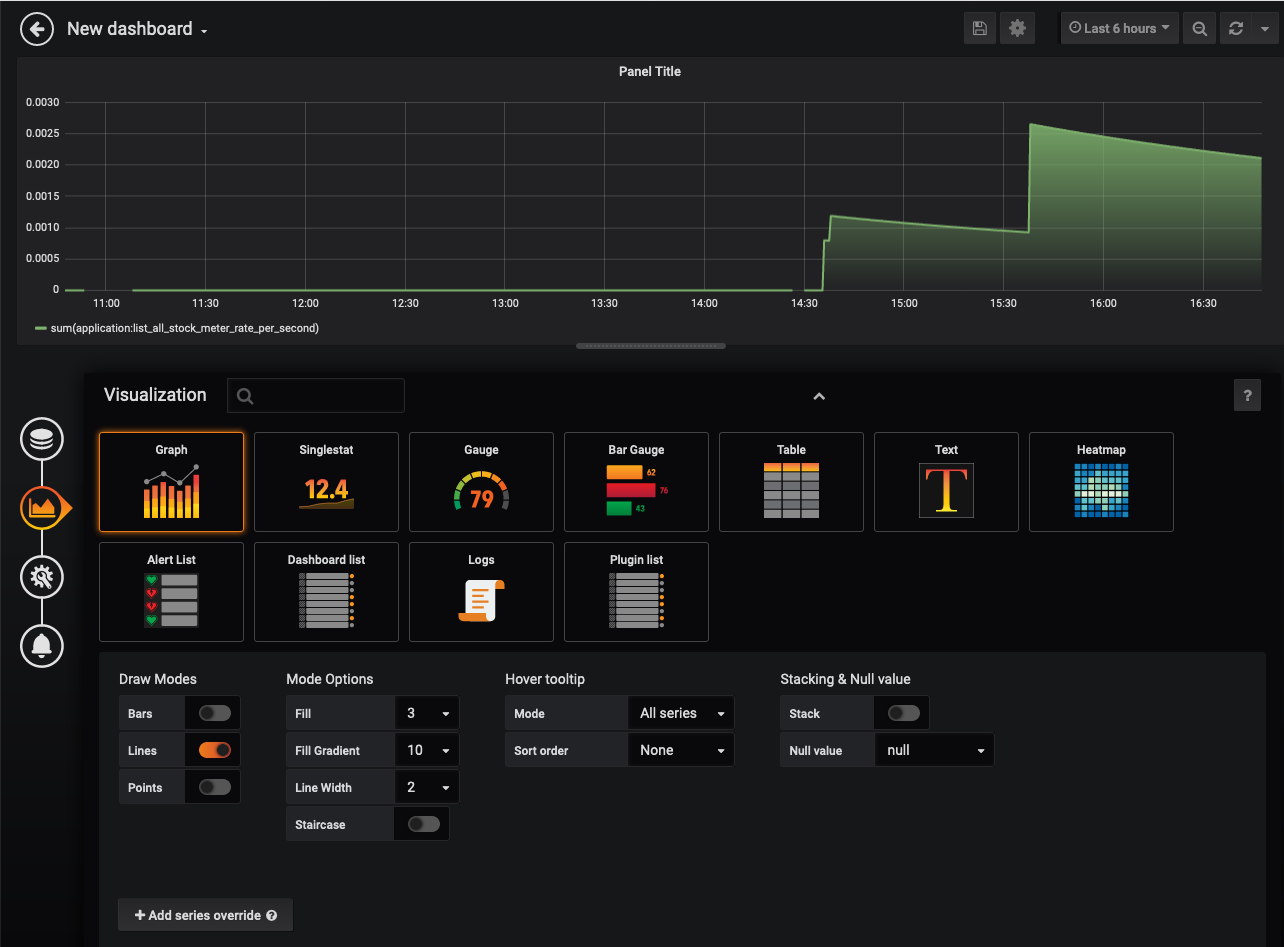 New dashboard
Last 6 hours
Panel Title
0.0030
0.0025
0.0020
0.0015
0.0010
0.0005
0
11:00 11:30 12:00 12:30 13:00 13:30 14:00 14:30 15:00 15:30 16:00 16:30
sum(application:list_all_stock_meter_rate_per_second)
Visualization
?
Graph Singlestat Gauge Bar Gauge Table Text Heatmap
12.4 79 62 76 43 T
Alert List Dashboard list Logs Plugin list
Draw Modes Mode Options Hover tooltip Stacking & Null value
Bars Fill 3 Mode All series Stack
Lines Fill Gradient 10 Sort order None Null value null
Points Line Width 2
Staircase
+ Add series override ?